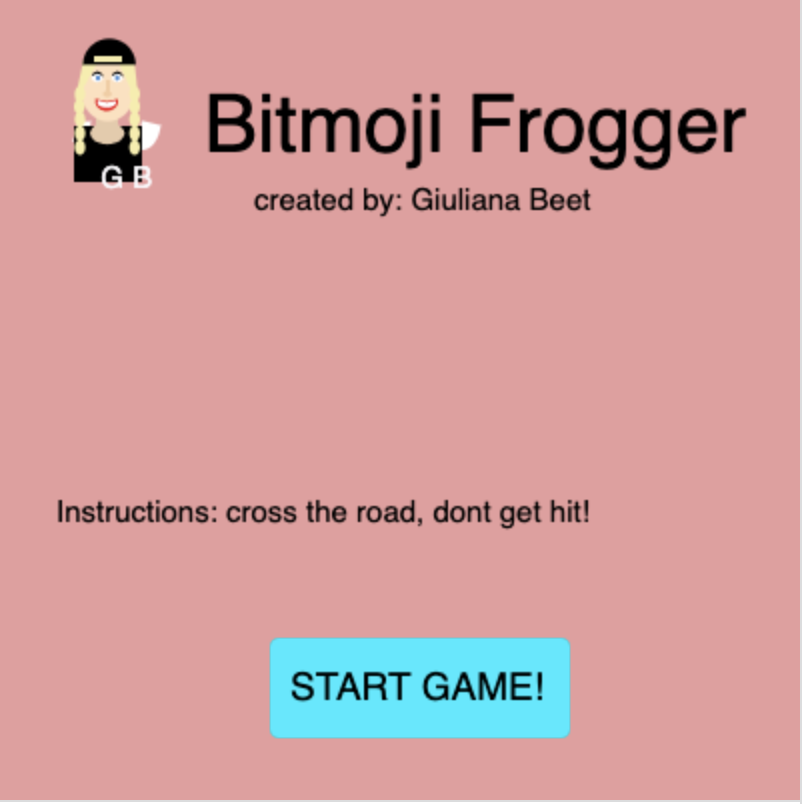 Bitmoji Frogger
created by: Giuliana Beet
G B
Instructions: cross the road, dont get hit!
START GAME!